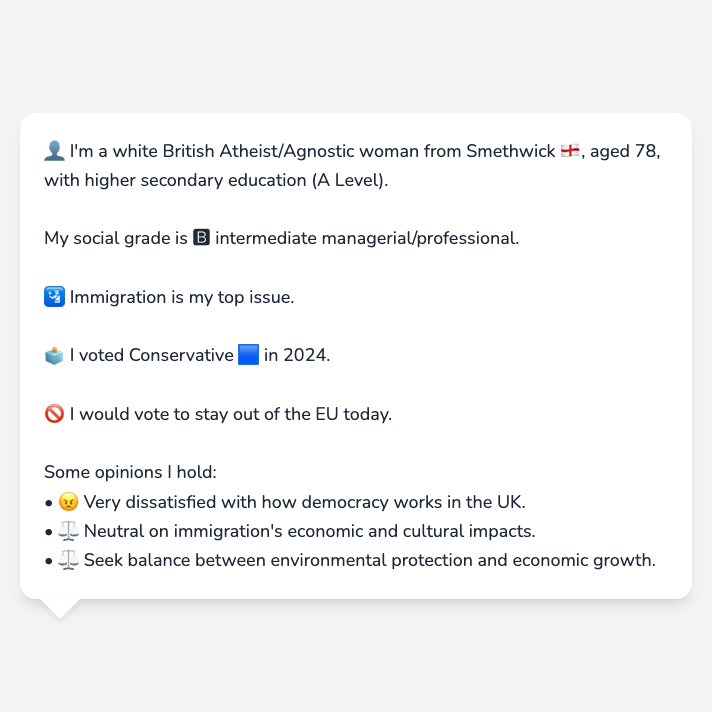 👤 I'm a white British Atheist/Agnostic woman from Smethwick 🏴󠁧󠁢󠁥󠁮󠁧󠁿, aged 78,
with higher secondary education (A Level).
My social grade is 🅱 intermediate managerial/professional.
🛂 Immigration is my top issue.
🗳️ I voted Conservative 🟦 in 2024.
🚫 I would vote to stay out of the EU today.
Some opinions I hold:
• 😠 Very dissatisfied with how democracy works in the UK.
• ⚖️ Neutral on immigration's economic and cultural impacts.
• ⚖️ Seek balance between environmental protection and economic growth.